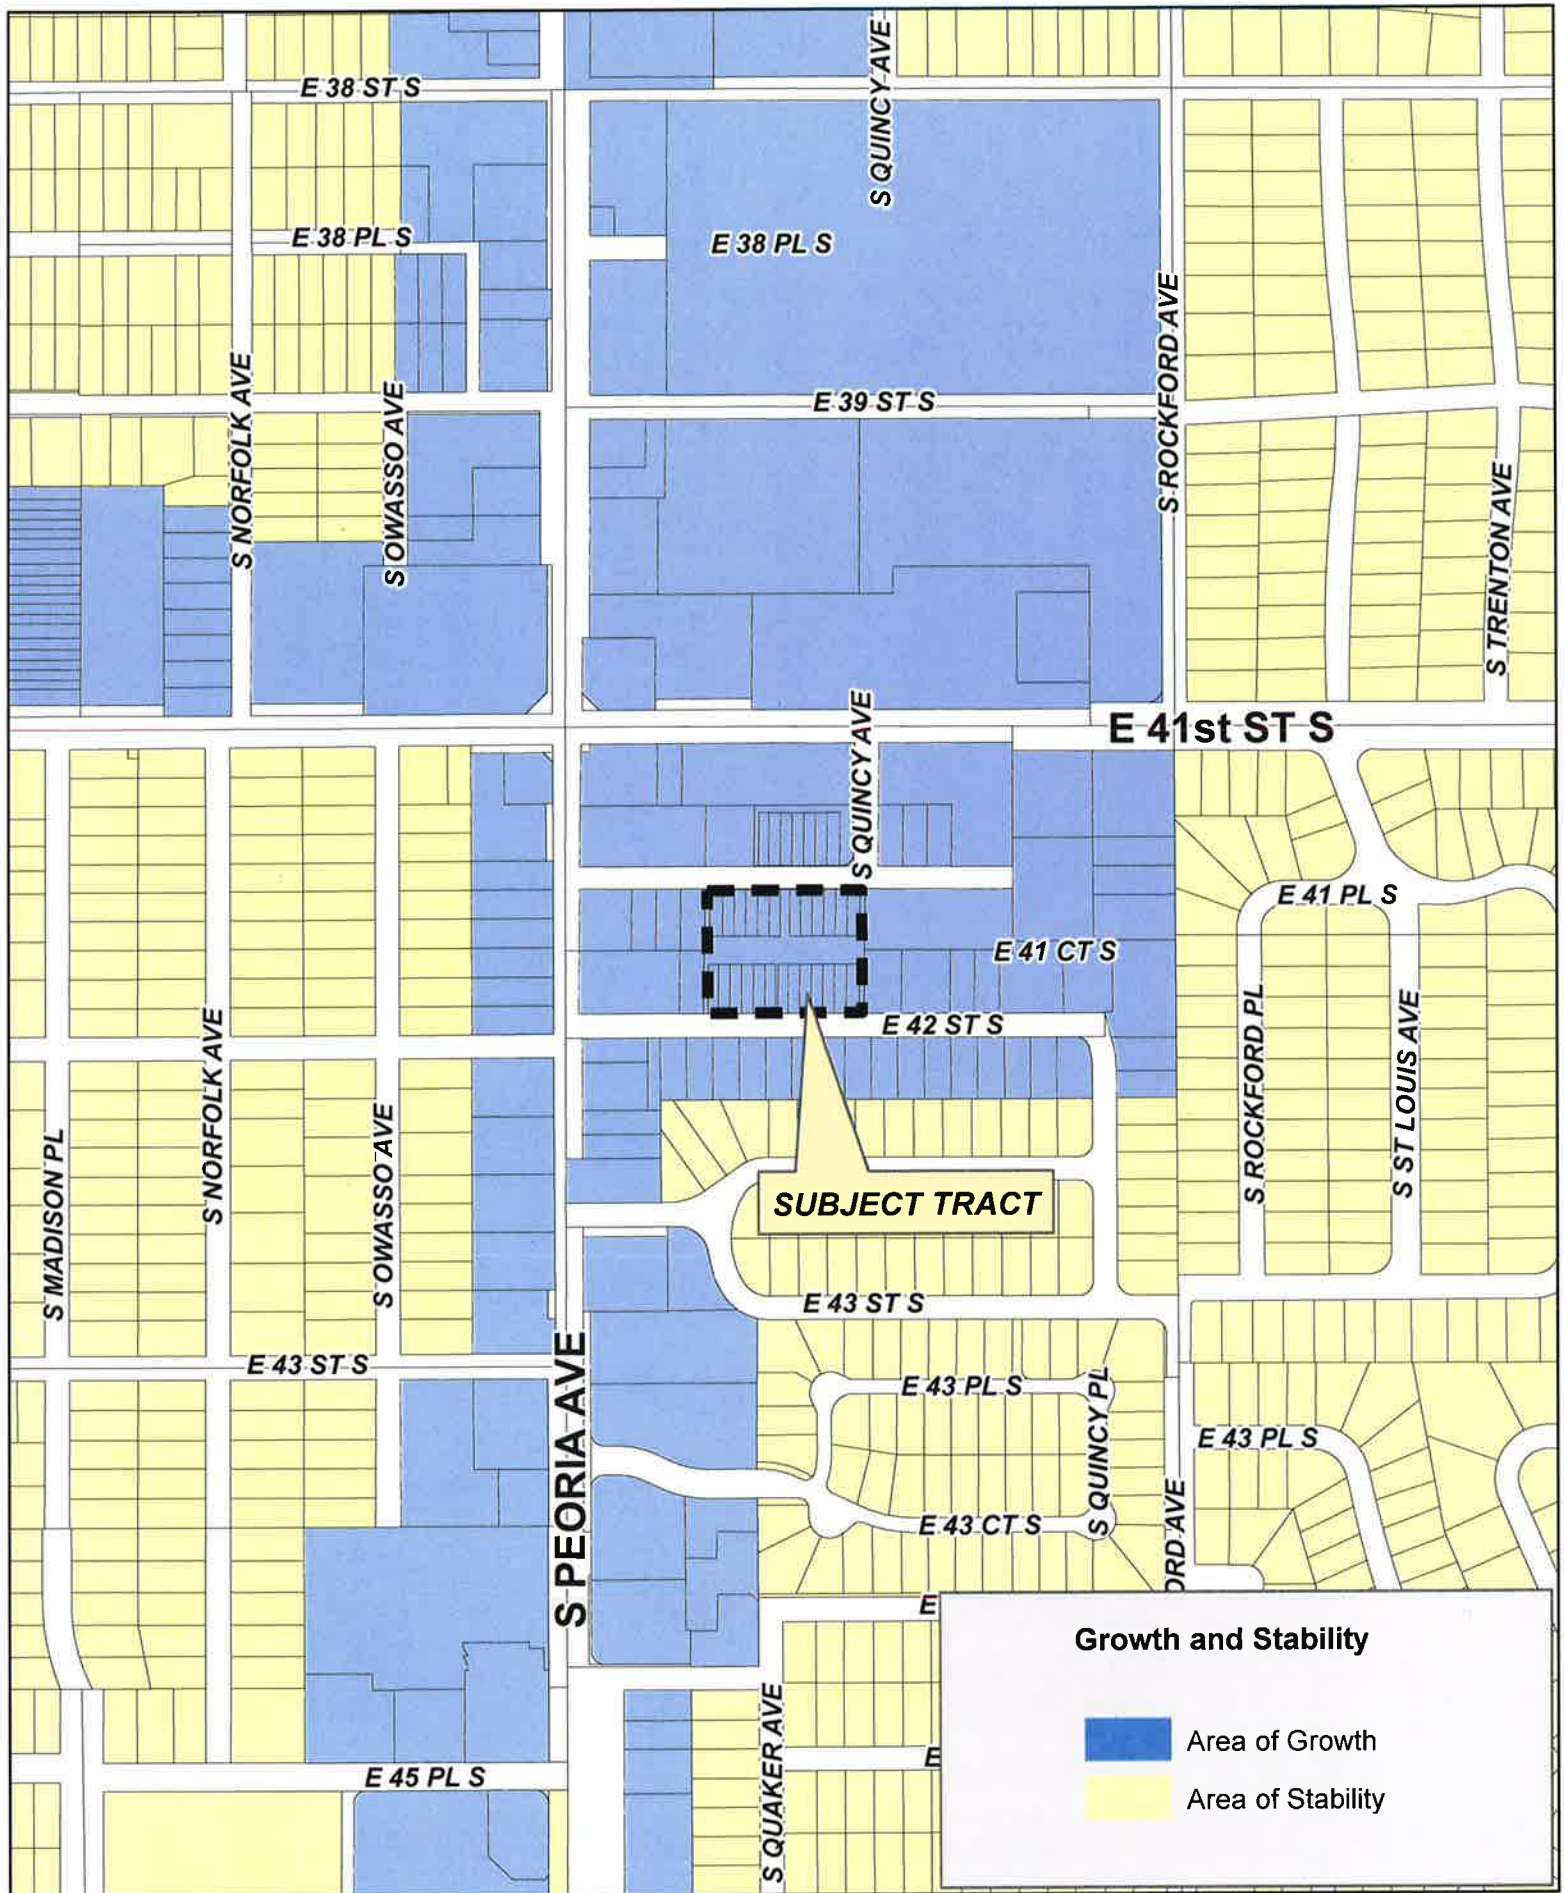 E 38 ST S
S QUINCY AVE
E 38 PL S
E 38 PL S
S ROCKFORD AVE
S NORFOLK AVE
S OWASSO AVE
E 39 ST S
S TRENTON AVE
S QUINCY AVE
E 41st ST S
E 41 PL S
E 41 CT S
E 42 ST S
S ROCKFORD PL
S ST LOUIS AVE
S NORFOLK AVE
S OWASSO AVE
S MADISON PL
SUBJECT TRACT
E 43 ST S
E 43 ST S
S PEORIA AVE
E 43 PL S
S QUINCY PL
E 43 PL S
ORD AVE
E 43 CT S
E
Growth and Stability
S QUAKER AVE
E
Area of Growth
E 45 PL S
Area of Stability